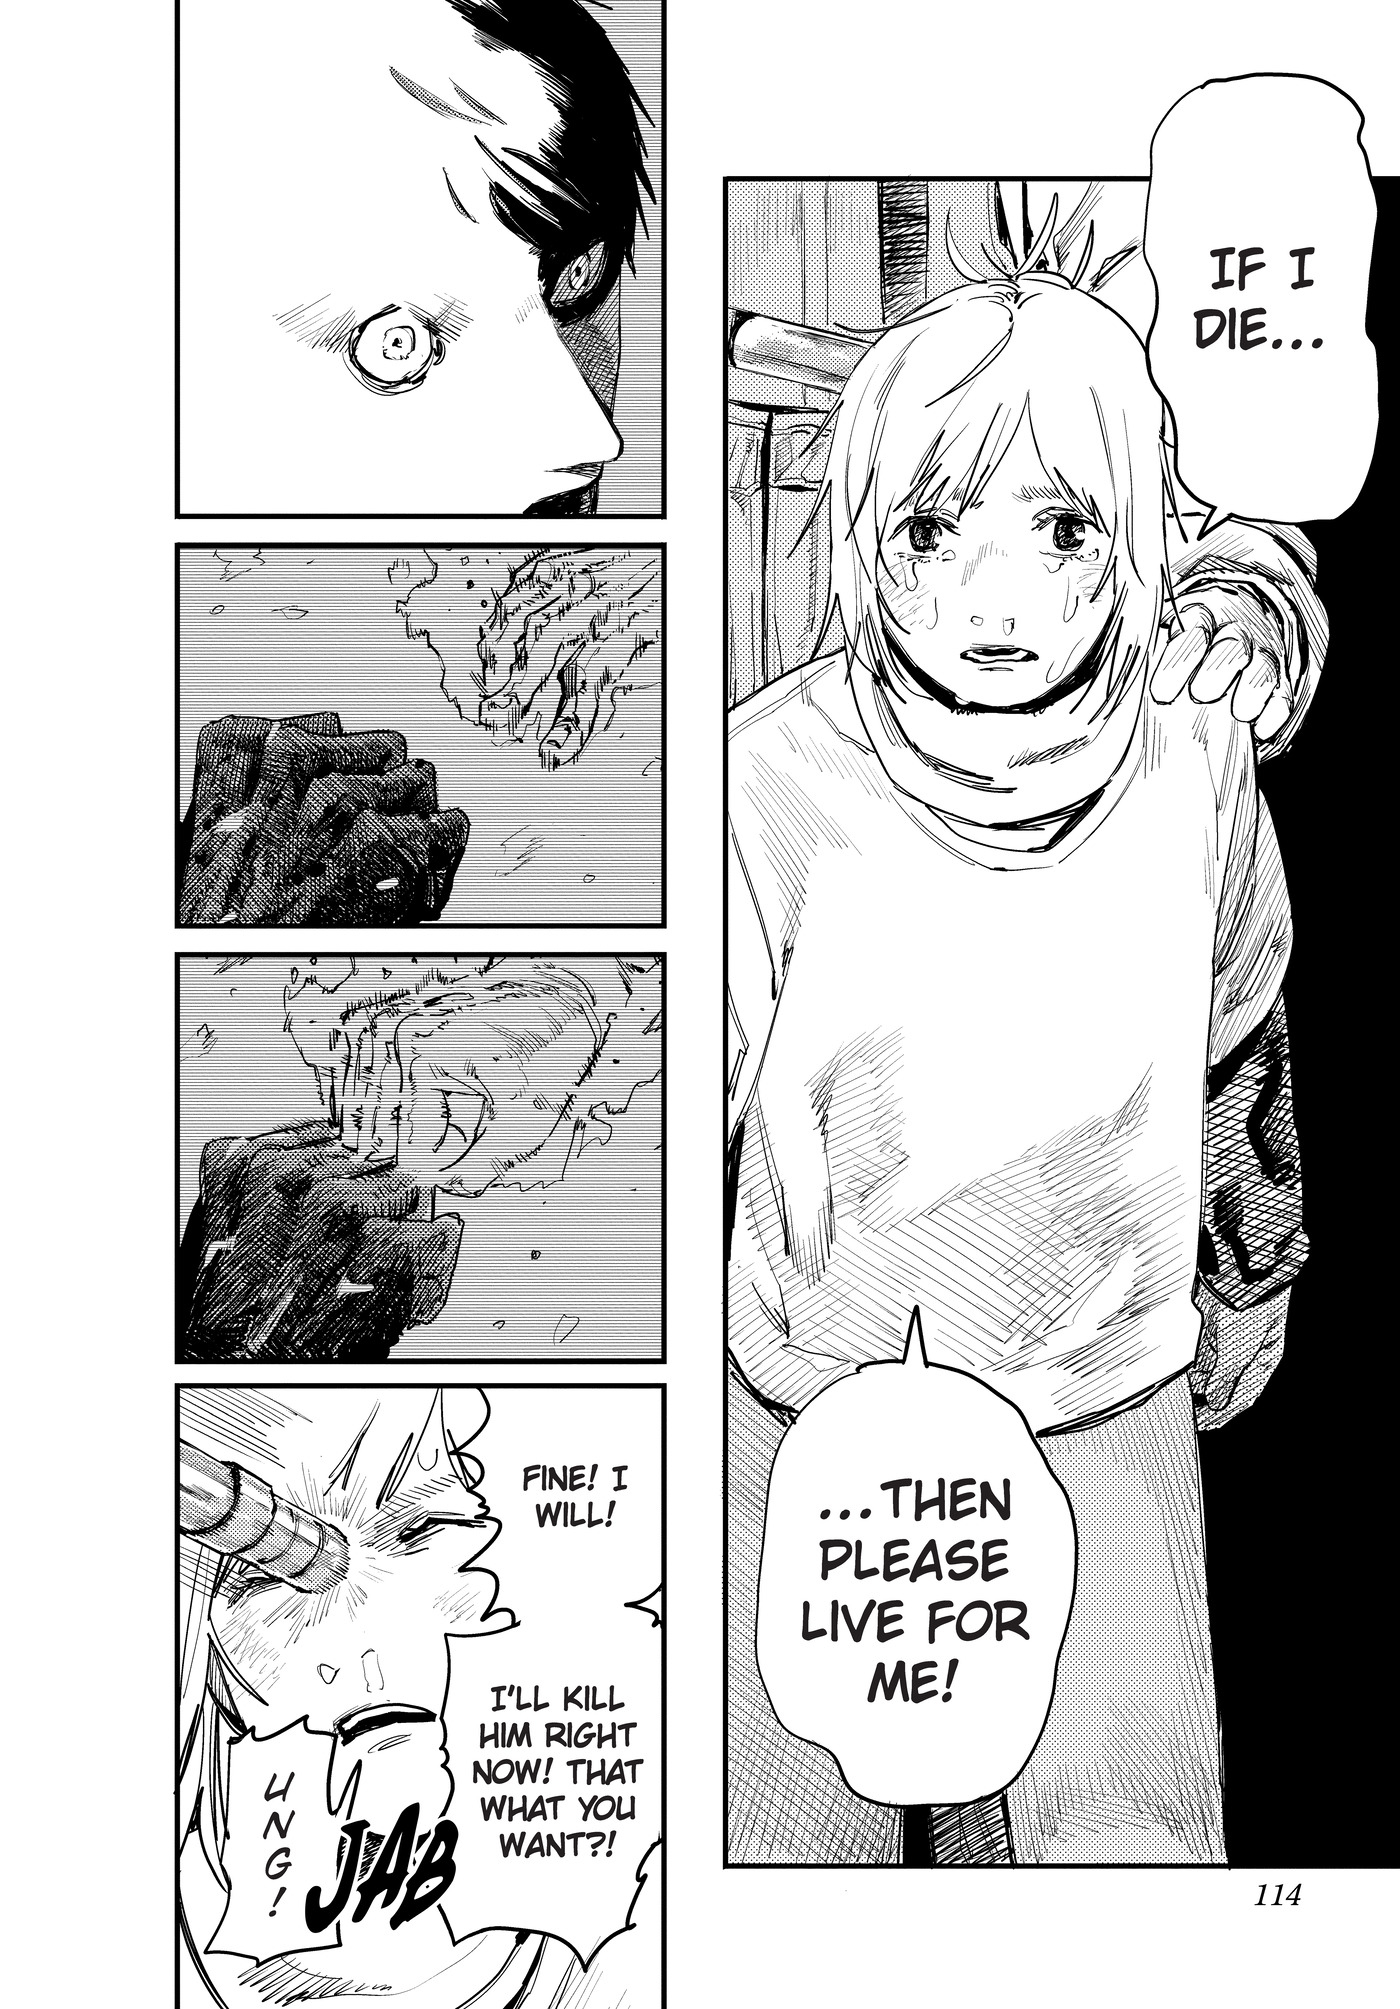 IF I
DIE...
...THEN
PLEASE
LIVE FOR
ME!
FINE! I
WILL!
I'LL KILL
HIM RIGHT
NOW! THAT
WHAT YOU
WANT?!
UNG!
JAB
114